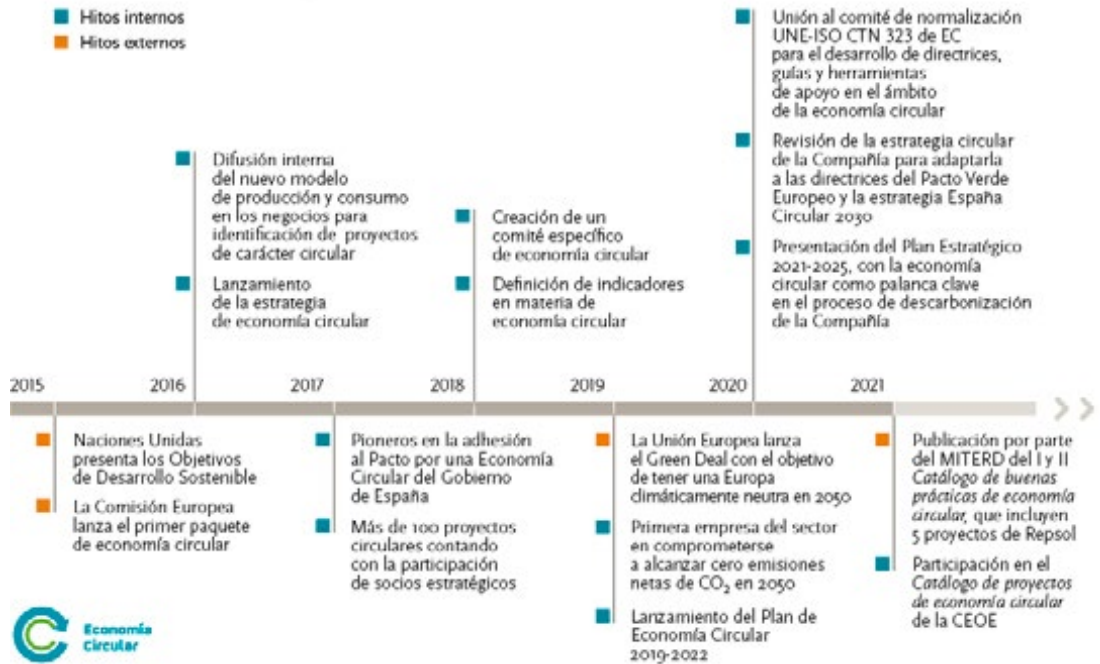 Hitos internos
Hitos externos
Difusión interna
del nuevo modelo
de producción y consumo
en los negocios para
identificación de proyectos
de carácter circular
Lanzamiento
de la estrategia
de economía circular
Creación de un
comité específico
de economía circular
Definición de indicadores
en materia de
economía circular
Unión al comité de normalización
UNE-ISO CTN 323 de EC
para el desarrollo de directrices,
guías y herramientas
de apoyo en el ámbito
de la economía circular
Revisión de la estrategia circular
de la Compañía para adaptarla
a las directrices del Pacto Verde
Europeo y la estrategia España
Circular 2030
Presentación del Plan Estratégico
2021-2025, con la economía
circular como palanca clave
en el proceso de descarbonización
de la Compañía
2015 2016 2017 2018 2019 2020 2021
Naciones Unidas
presenta los Objetivos
de Desarrollo Sostenible
La Comisión Europea
lanza el primer paquete
de economía circular
Pioneros en la adhesión
al Pacto por una Economía
Circular del Gobierno
de España
Más de 100 proyectos
circulares contando
con la participación
de socios estratégicos
La Unión Europea lanza
el Green Deal con el objetivo
de tener una Europa
climáticamente neutra en 2050
Primera empresa del sector
en comprometerse
a alcanzar cero emisiones
netas de CO₂ en 2050
Lanzamiento del Plan de
Economía Circular
2019-2022
Publicación por parte
del MITERD del I y II
Catálogo de buenas
prácticas de economía
circular, que incluyen
5 proyectos de Repsol
Participación en el
Catálogo de proyectos
de economía circular
de la CEOE
Economía
Circular